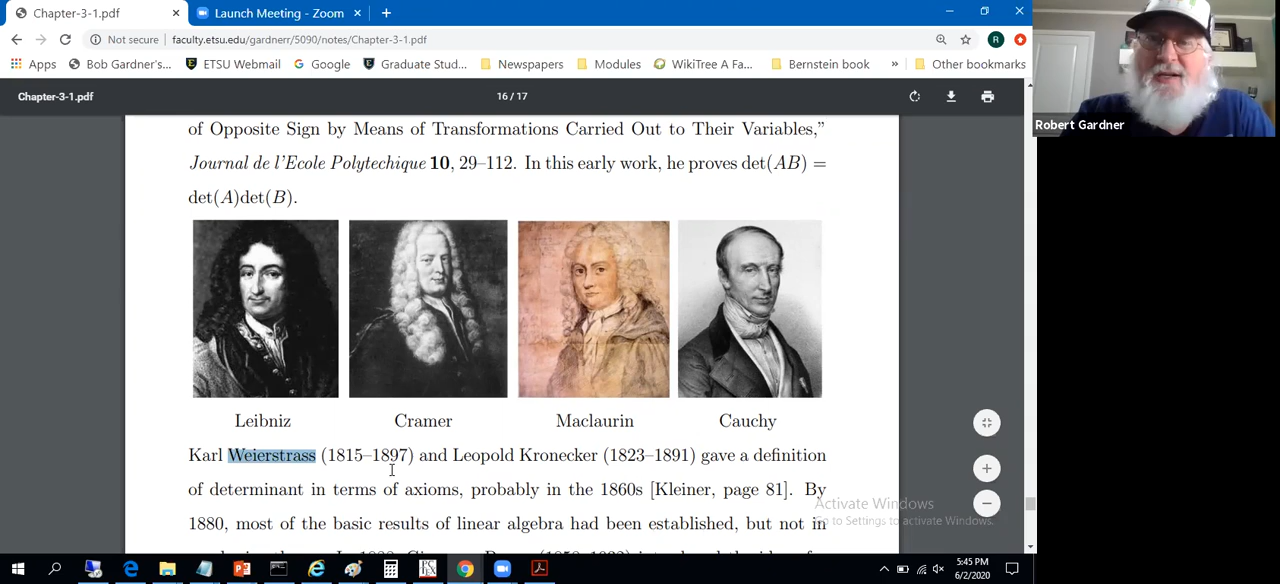 Chapter-3-1.pdf
Launch Meeting - Zoom
Not secure | faculty.etsu.edu/gardnerr/5090/notes/Chapter-3-1.pdf
R
Apps Bob Gardner's... ETSU Webmail Google Graduate Stud... Newspapers Modules WikiTree A Fa... Bernstein book » Other bookmarks
Chapter-3-1.pdf 16 / 17
Robert Gardner
of Opposite Sign by Means of Transformations Carried Out to Their Variables,”
Journal de l'Ecole Polytechique 10, 29–112. In this early work, he proves det(AB) =
det(A)det(B).
Leibniz Cramer Maclaurin Cauchy
Karl Weierstrass (1815–1897) and Leopold Kronecker (1823–1891) gave a definition
of determinant in terms of axioms, probably in the 1860s [Kleiner, page 81]. By
Activate Windows
Go to Settings to activate Windows.
1880, most of the basic results of linear algebra had been established, but not in
5:45 PM
6/2/2020